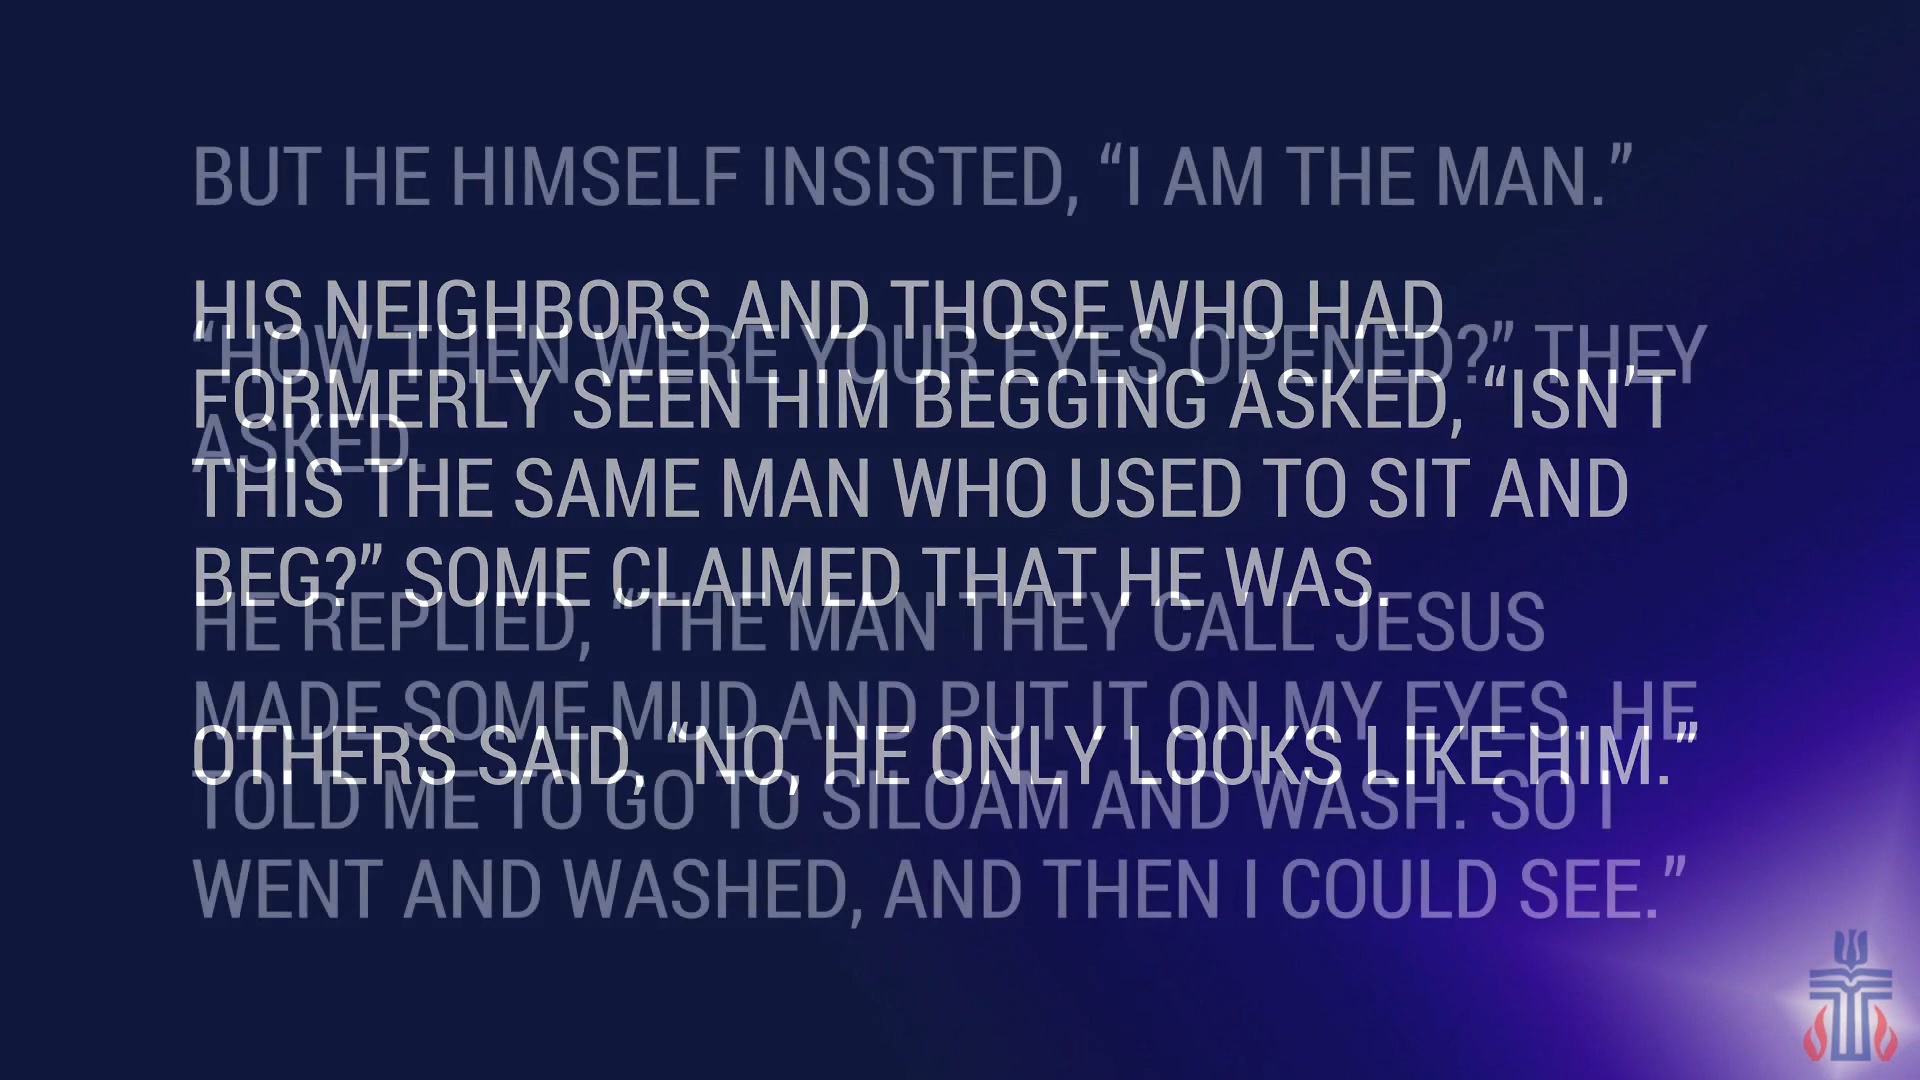 BUT HE HIMSELF INSISTED, “I AM THE MAN.”
HIS NEIGHBORS AND THOSE WHO HAD
“HOW THEN WERE YOUR EYES OPENED?” THEY
FORMERLY SEEN HIM BEGGING ASKED, “ISN’T
ASKED.
THIS THE SAME MAN WHO USED TO SIT AND
BEG?” SOME CLAIMED THAT HE WAS.
HE REPLIED, “THE MAN THEY CALL JESUS
MADE SOME MUD AND PUT IT ON MY EYES. HE
OTHERS SAID, “NO, HE ONLY LOOKS LIKE HIM.”
TOLD ME TO GO TO SILOAM AND WASH. SO I
WENT AND WASHED, AND THEN I COULD SEE.”